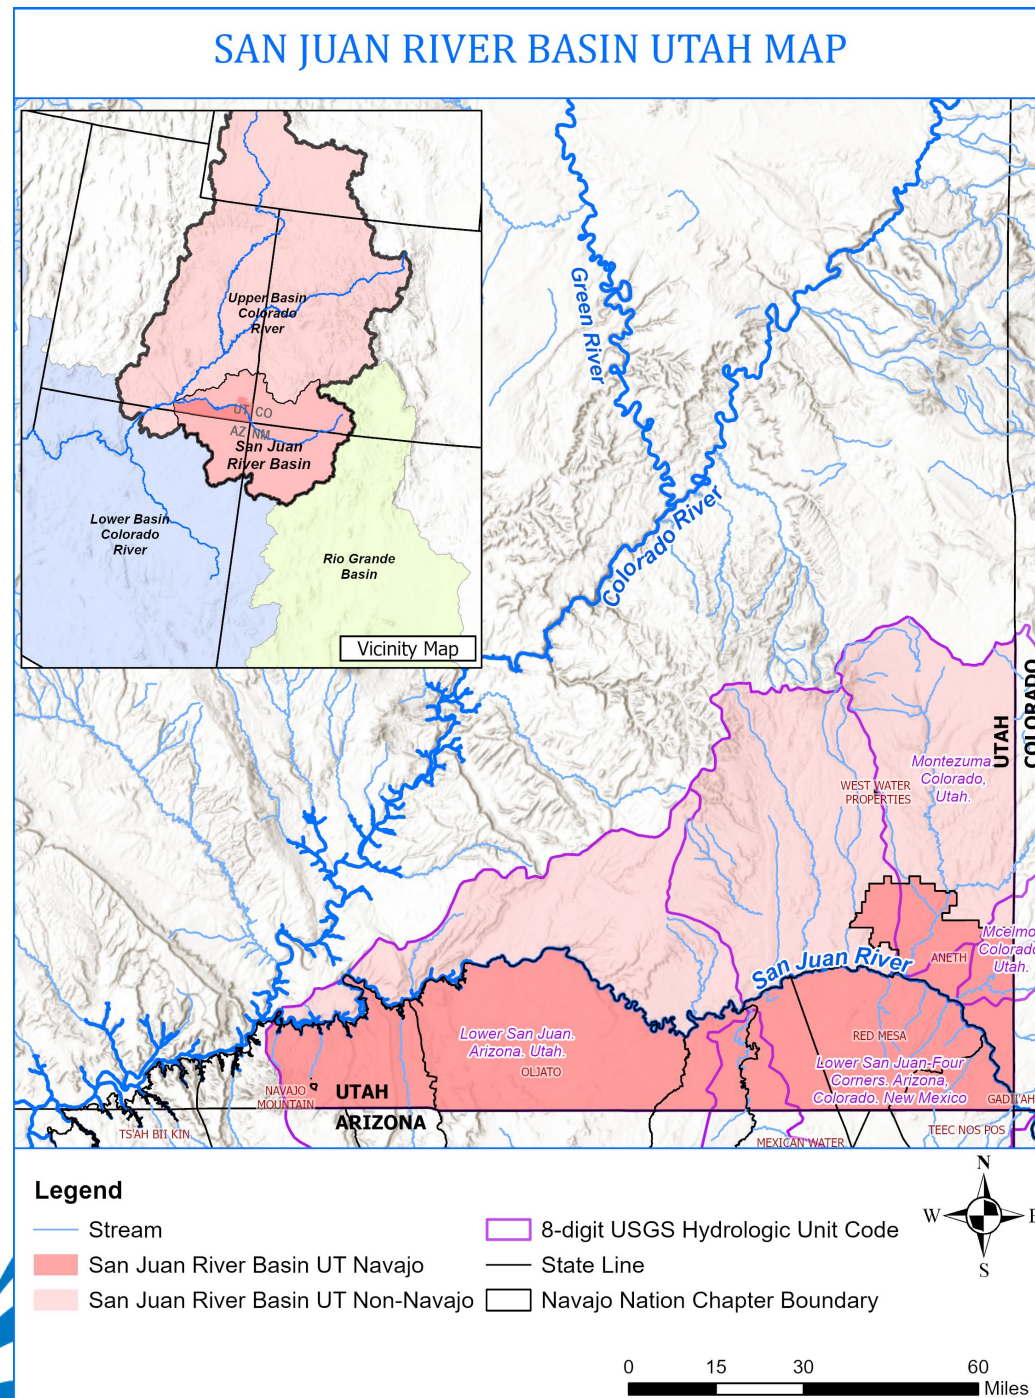 SAN JUAN RIVER BASIN UTAH MAP
Upper Basin
Colorado
River
UT CO
AZ NM
San Juan
River Basin
Lower Basin
Colorado
River
Rio Grande
Basin
Vicinity Map
Green River
Colorado River
UTAH
COLORADO
Montezuma.
Colorado,
Utah.
WEST WATER
PROPERTIES
Mcelmo
Colorado
Utah.
ANETH
San Juan River
Lower San Juan.
Arizona. Utah.
OLJATO
RED MESA
Lower San Juan-Four
Corners. Arizona,
Colorado. New Mexico
NAVAJO
MOUNTAIN
UTAH
ARIZONA
GADII'AH
TS'AH BII KIN
MEXICAN WATER
TEEC NOS POS
Legend
Stream
San Juan River Basin UT Navajo
San Juan River Basin UT Non-Navajo
8-digit USGS Hydrologic Unit Code
State Line
Navajo Nation Chapter Boundary
N
W
E
S
0 15 30 60
Miles